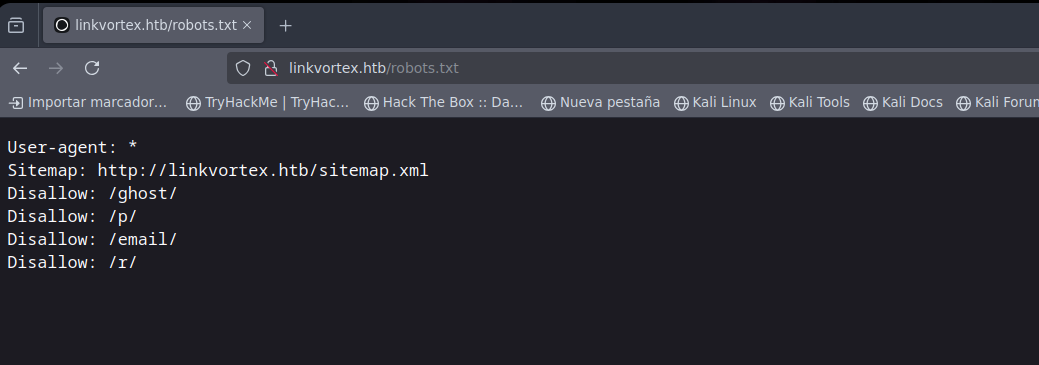 linkvortex.htb/robots.txt
linkvortex.htb/robots.txt
Importar marcador… TryHackMe | TryHac… Hack The Box :: Da… Nueva pestaña Kali Linux Kali Tools Kali Docs Kali Forum
User-agent: *
Sitemap: http://linkvortex.htb/sitemap.xml
Disallow: /ghost/
Disallow: /p/
Disallow: /email/
Disallow: /r/